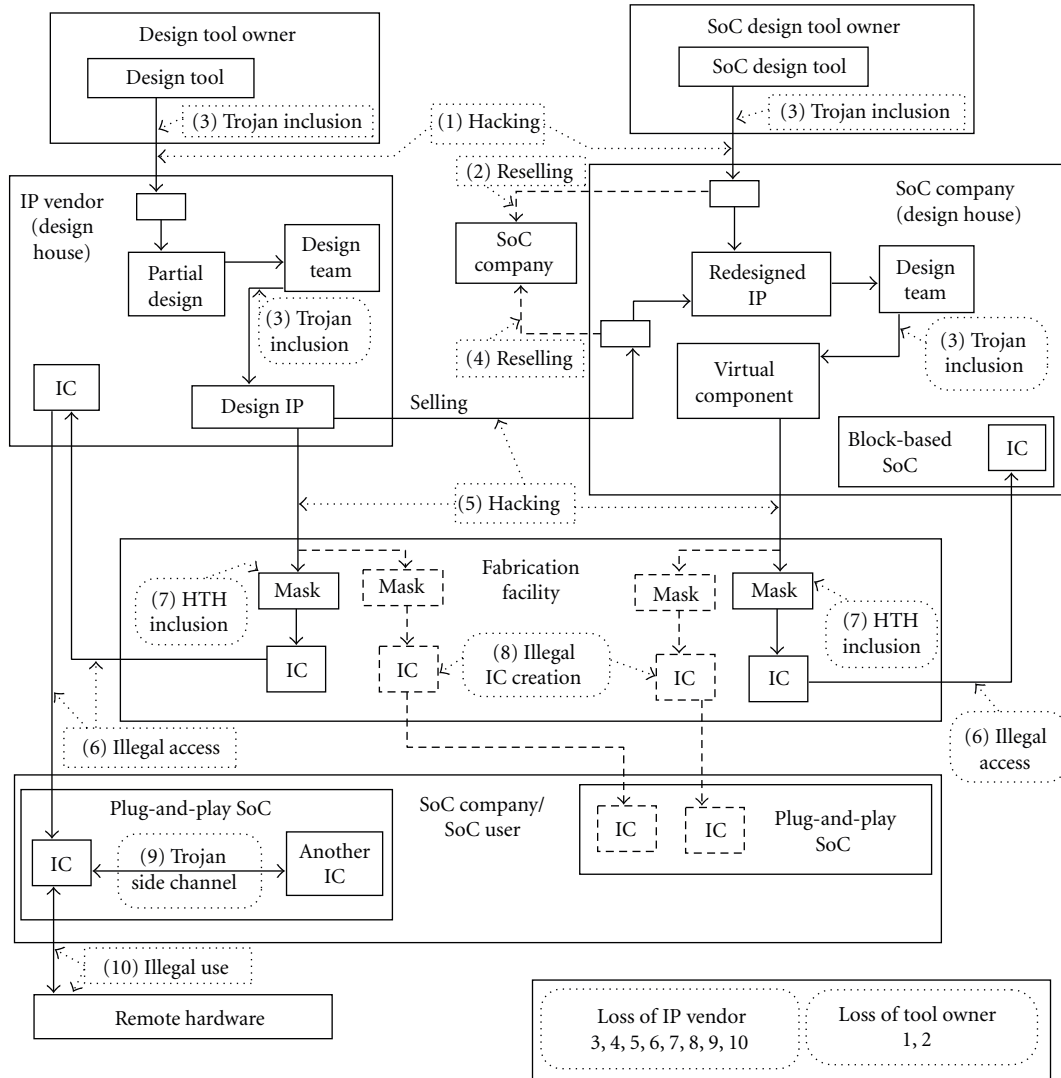 Design tool owner
Design tool
(3) Trojan inclusion
(1) Hacking
SoC design tool owner
SoC design tool
(3) Trojan inclusion
IP vendor
(design
house)
Partial
design
Design
team
(3) Trojan
inclusion
IC
Design IP
Selling
(2) Reselling
SoC
company
(4) Reselling
SoC company
(design house)
Redesigned
IP
Design
team
(3) Trojan
inclusion
Virtual
component
Block-based
SoC
IC
(5) Hacking
Fabrication
facility
(7) HTH
inclusion
Mask
Mask
Mask
Mask
(7) HTH
inclusion
IC
IC
(8) Illegal
IC creation
IC
IC
(6) Illegal access
(6) Illegal
access
SoC company/
SoC user
Plug-and-play SoC
IC
(9) Trojan
side channel
Another
IC
IC
IC
Plug-and-play
SoC
(10) Illegal use
Remote hardware
Loss of IP vendor
3, 4, 5, 6, 7, 8, 9, 10
Loss of tool owner
1, 2